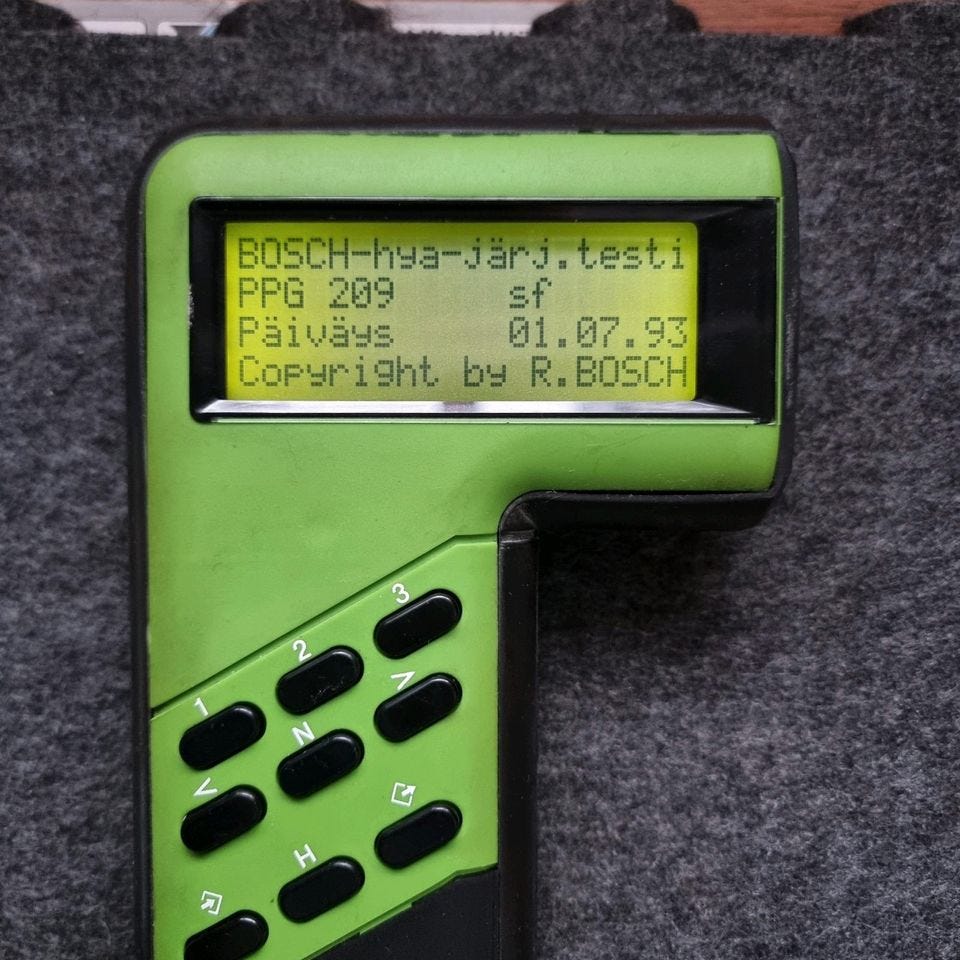 BOSCH-hya-järj.testi
PPG 209 sf
Päiväys 01.07.93
Copyright by R.BOSCH
1 2 3
< N >
H